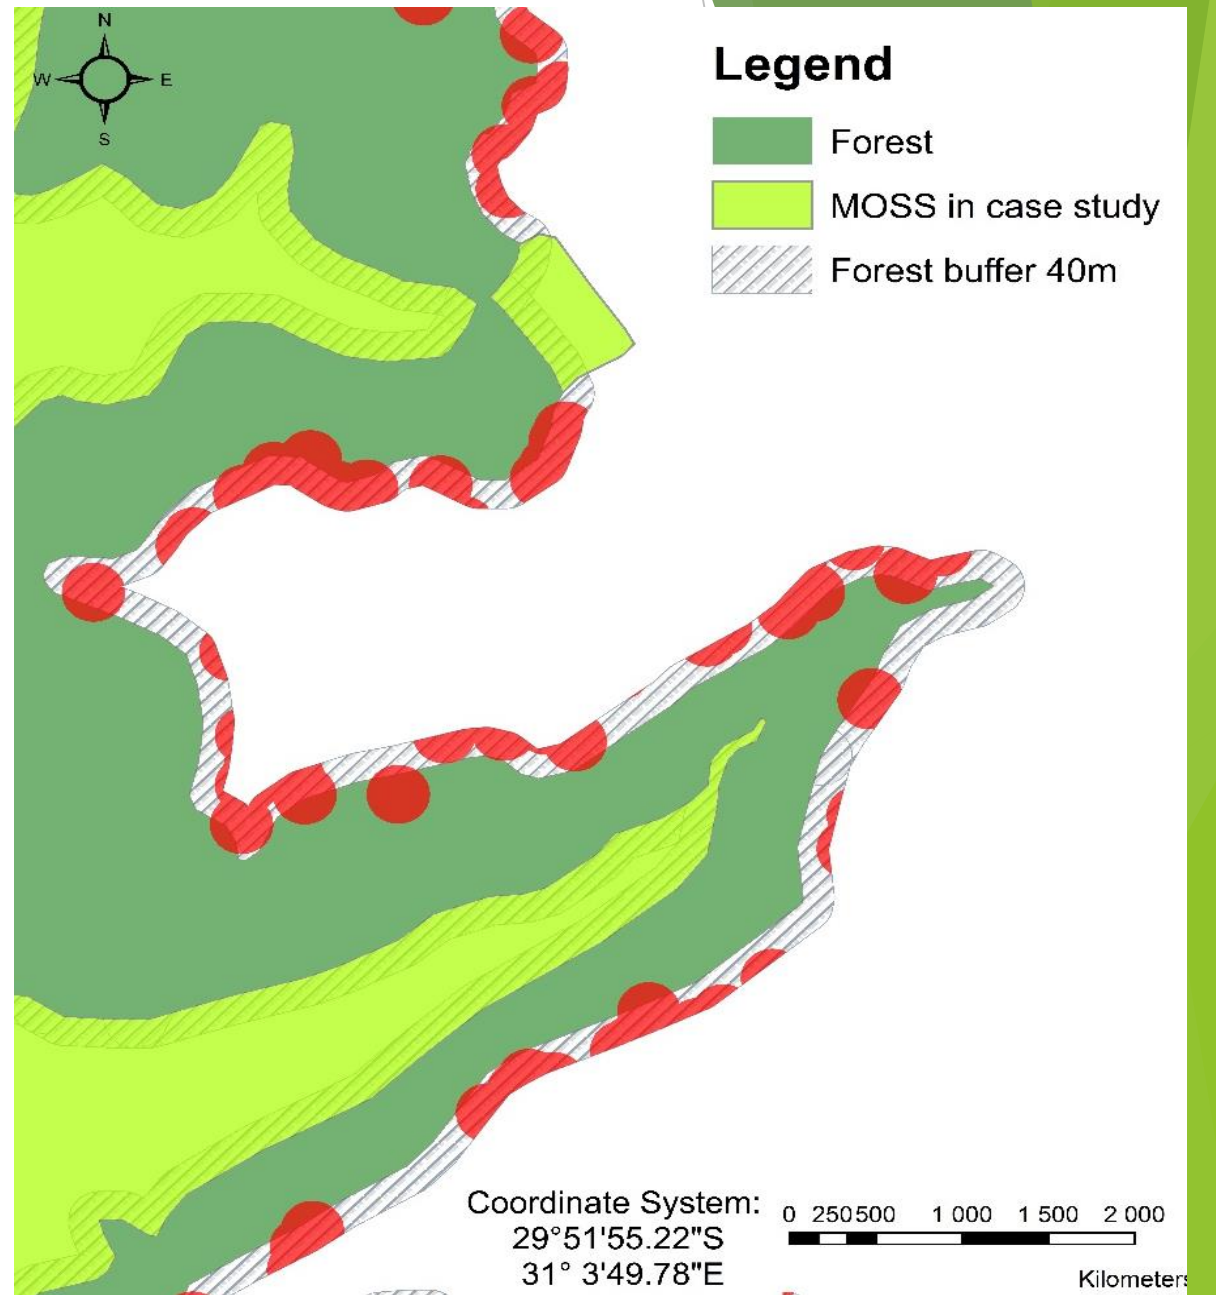 N
W E
S
Legend
Forest
MOSS in case study
Forest buffer 40m
Coordinate System:
29°51'55.22"S
31° 3'49.78"E
0 250500 1 000 1 500 2 000
Kilometers